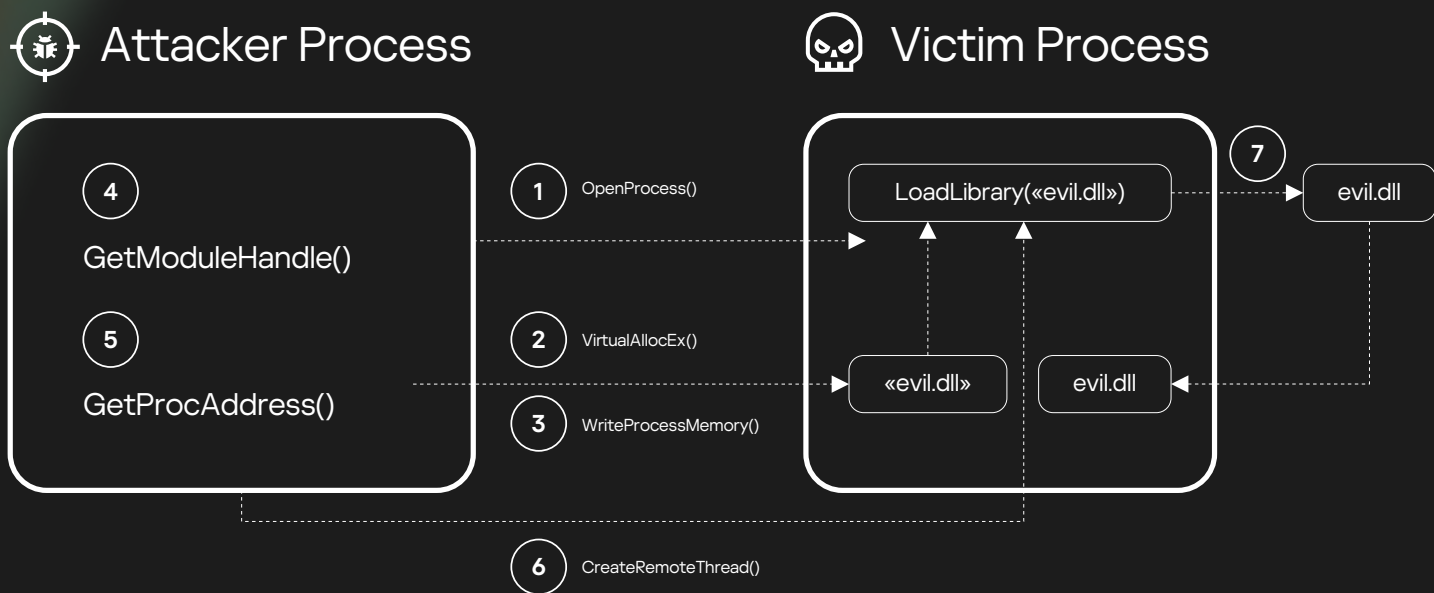 Attacker Process
Victim Process
4
GetModuleHandle()
5
GetProcAddress()
1
OpenProcess()
2
VirtualAllocEx()
3
WriteProcessMemory()
6
CreateRemoteThread()
LoadLibrary(«evil.dll»)
«evil.dll»
evil.dll
7
evil.dll